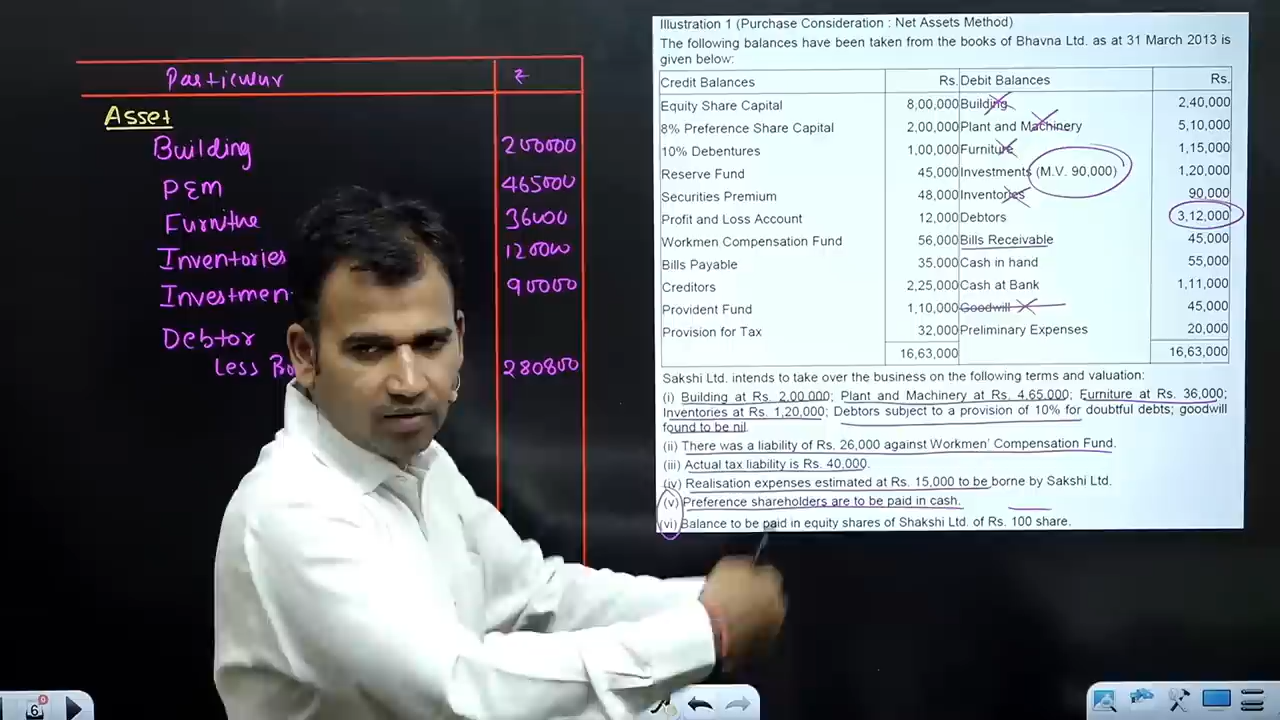 Particular ₹
Asset
Building 200000
P&M 465000
Furniture 36000
Inventories 120000
Investmen 90000
Debtor
Less 280800
Illustration 1 (Purchase Consideration : Net Assets Method)
The following balances have been taken from the books of Bhavna Ltd. as at 31 March 2013 is
given below:
Credit Balances Rs. Debit Balances Rs.
Equity Share Capital 8,00,000 Building 2,40,000
8% Preference Share Capital 2,00,000 Plant and Machinery 5,10,000
10% Debentures 1,00,000 Furniture 1,15,000
Reserve Fund 45,000 Investments (M.V. 90,000) 1,20,000
Securities Premium 48,000 Inventories 90,000
Profit and Loss Account 12,000 Debtors 3,12,000
Workmen Compensation Fund 56,000 Bills Receivable 45,000
Bills Payable 35,000 Cash in hand 55,000
Creditors 2,25,000 Cash at Bank 1,11,000
Provident Fund 1,10,000 Goodwill 45,000
Provision for Tax 32,000 Preliminary Expenses 20,000
16,63,000 16,63,000
Sakshi Ltd. intends to take over the business on the following terms and valuation:
(i) Building at Rs. 2,00,000; Plant and Machinery at Rs. 4,65,000; Furniture at Rs. 36,000;
Inventories at Rs. 1,20,000; Debtors subject to a provision of 10% for doubtful debts; goodwill
found to be nil.
(ii) There was a liability of Rs. 26,000 against Workmen' Compensation Fund.
(iii) Actual tax liability is Rs. 40,000.
(iv) Realisation expenses estimated at Rs. 15,000 to be borne by Sakshi Ltd.
(v) Preference shareholders are to be paid in cash.
(vi) Balance to be paid in equity shares of Shakshi Ltd. of Rs. 100 share.
6